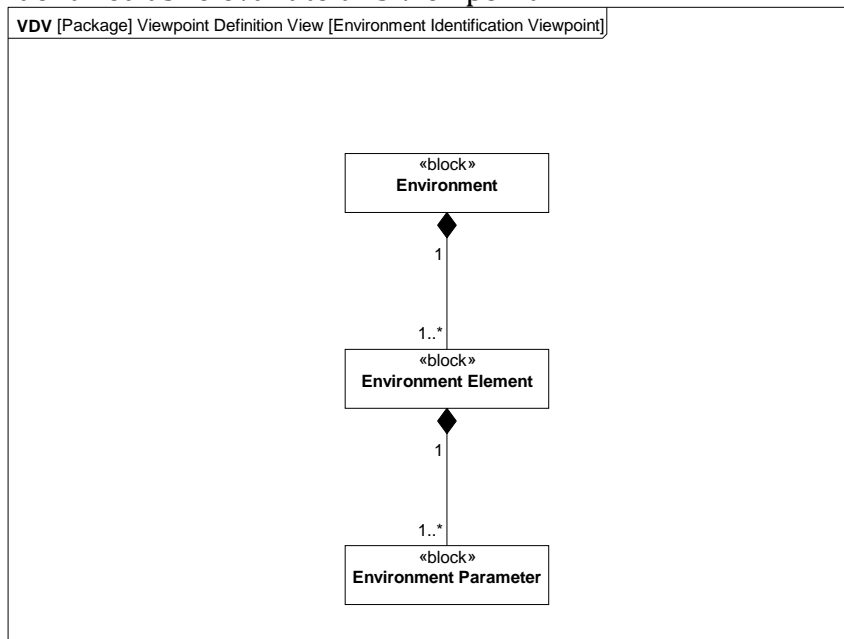 VDV [Package] Viewpoint Definition View [Environment Identification Viewpoint]
«block»
Environment
1
1..*
«block»
Environment Element
1
1..*
«block»
Environment Parameter